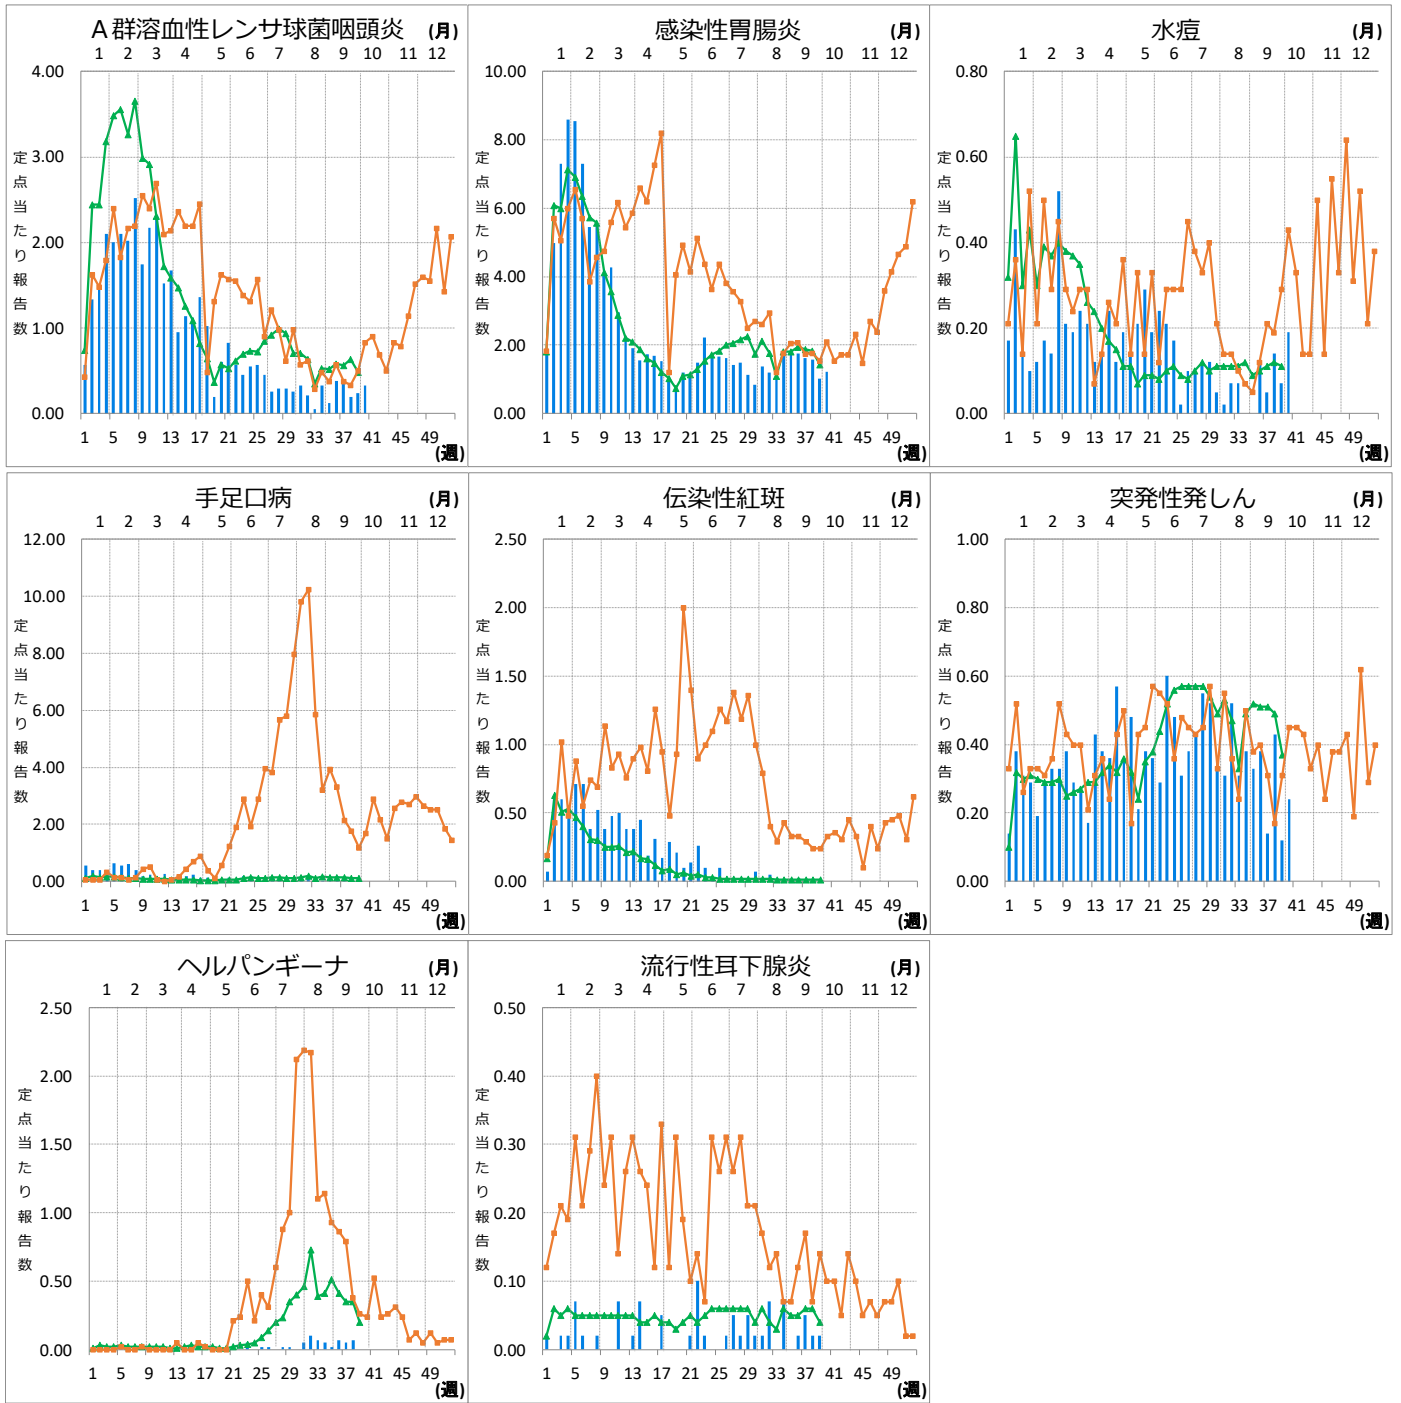 A群溶血性レンサ球菌咽頭炎 (月)
1 2 3 4 5 6 7 8 9 10 11 12
4.00
3.00
2.00
1.00
0.00
定点当たり報告数
1 5 9 13 17 21 25 29 33 37 41 45 49
(週)
感染性胃腸炎 (月)
1 2 3 4 5 6 7 8 9 10 11 12
10.00
8.00
6.00
4.00
2.00
0.00
定点当たり報告数
1 5 9 13 17 21 25 29 33 37 41 45 49
(週)
水痘 (月)
1 2 3 4 5 6 7 8 9 10 11 12
0.80
0.60
0.40
0.20
0.00
定点当たり報告数
1 5 9 13 17 21 25 29 33 37 41 45 49
(週)
手足口病 (月)
1 2 3 4 5 6 7 8 9 10 11 12
12.00
10.00
8.00
6.00
4.00
2.00
0.00
定点当たり報告数
1 5 9 13 17 21 25 29 33 37 41 45 49
(週)
伝染性紅斑 (月)
1 2 3 4 5 6 7 8 9 10 11 12
2.50
2.00
1.50
1.00
0.50
0.00
定点当たり報告数
1 5 9 13 17 21 25 29 33 37 41 45 49
(週)
突発性発しん (月)
1 2 3 4 5 6 7 8 9 10 11 12
1.00
0.80
0.60
0.40
0.20
0.00
定点当たり報告数
1 5 9 13 17 21 25 29 33 37 41 45 49
(週)
ヘルパンギーナ (月)
1 2 3 4 5 6 7 8 9 10 11 12
2.50
2.00
1.50
1.00
0.50
0.00
定点当たり報告数
1 5 9 13 17 21 25 29 33 37 41 45 49
(週)
流行性耳下腺炎 (月)
1 2 3 4 5 6 7 8 9 10 11 12
0.50
0.40
0.30
0.20
0.10
0.00
定点当たり報告数
1 5 9 13 17 21 25 29 33 37 41 45 49
(週)